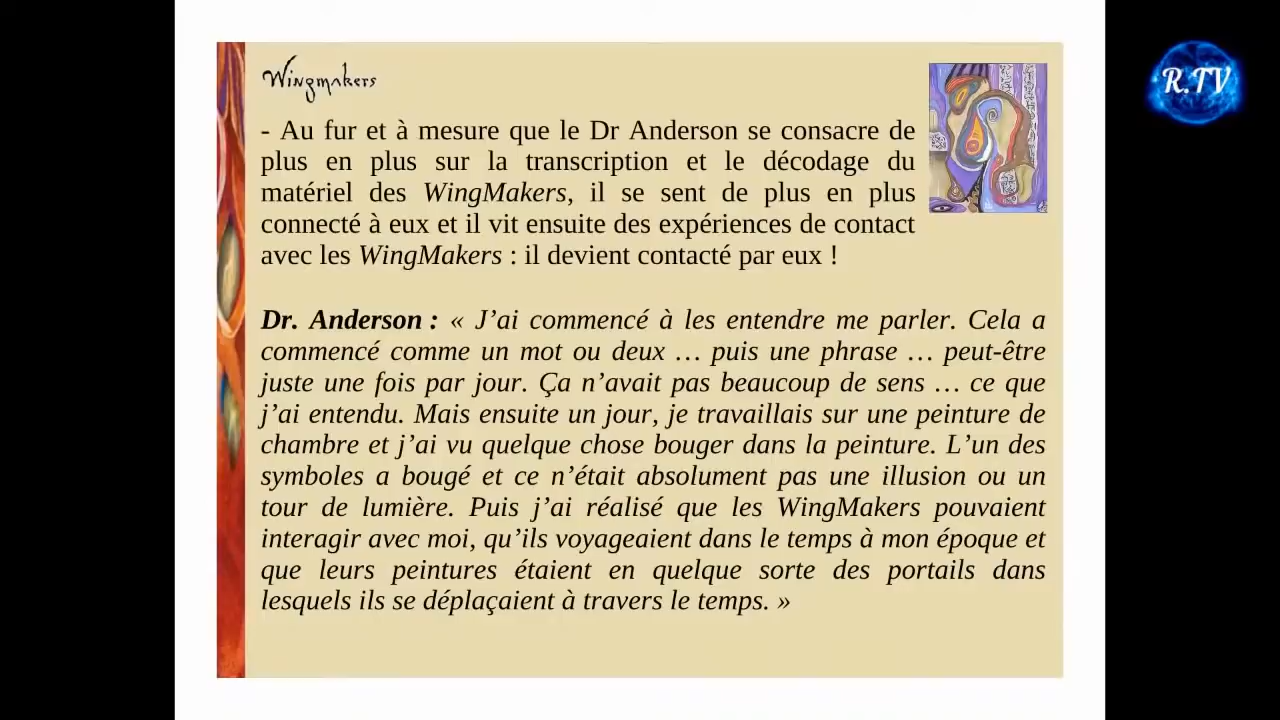 Wingmakers
R.TV
- Au fur et à mesure que le Dr Anderson se consacre de
plus en plus sur la transcription et le décodage du
matériel des WingMakers, il se sent de plus en plus
connecté à eux et il vit ensuite des expériences de contact
avec les WingMakers : il devient contacté par eux !
Dr. Anderson : « J’ai commencé à les entendre me parler. Cela a
commencé comme un mot ou deux … puis une phrase … peut-être
juste une fois par jour. Ça n’avait pas beaucoup de sens … ce que
j’ai entendu. Mais ensuite un jour, je travaillais sur une peinture de
chambre et j’ai vu quelque chose bouger dans la peinture. L’un des
symboles a bougé et ce n’était absolument pas une illusion ou un
tour de lumière. Puis j’ai réalisé que les WingMakers pouvaient
interagir avec moi, qu’ils voyageaient dans le temps à mon époque et
que leurs peintures étaient en quelque sorte des portails dans
lesquels ils se déplaçaient à travers le temps. »